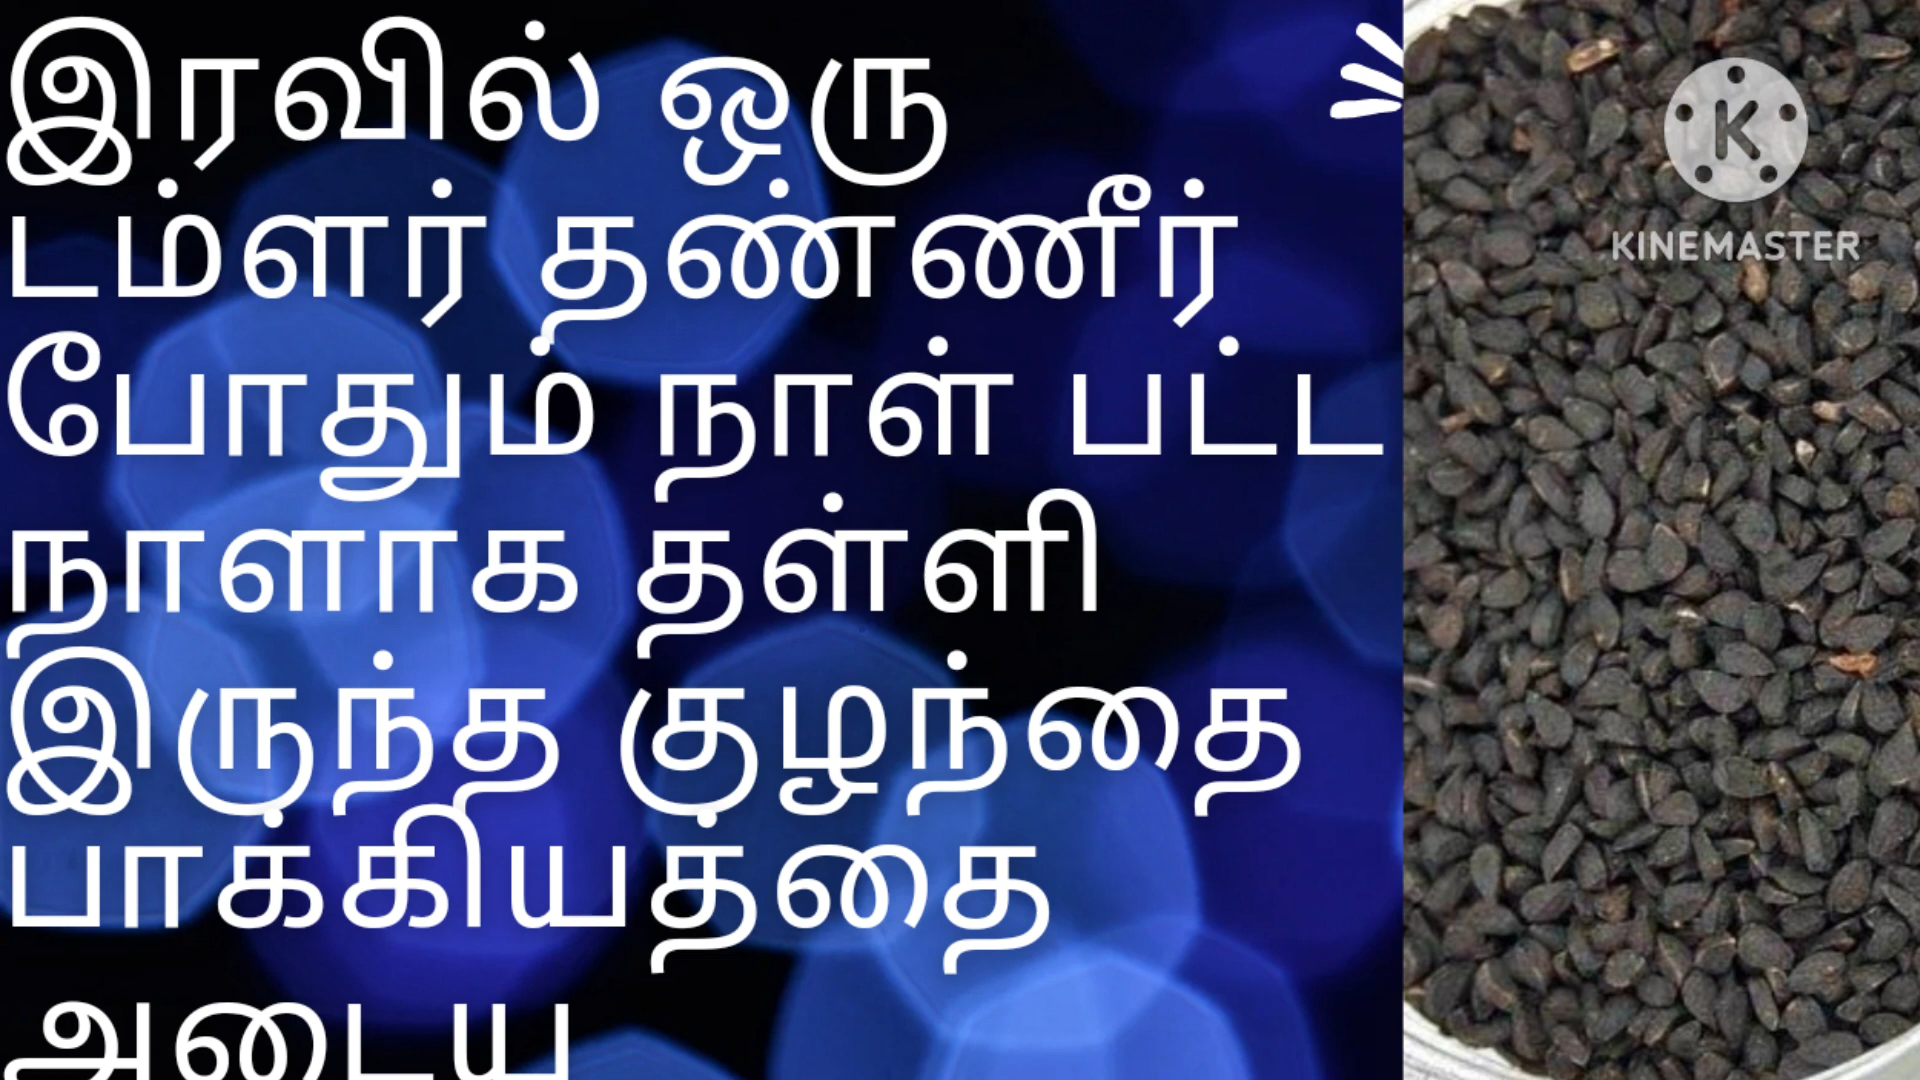 இரவில் ஒரு
டம்ளர் தண்ணீர்
போதும் நாள் பட்ட
நாளாக தள்ளி
இருந்த குழந்தை
பாக்கியத்தை
அடைய
K
KINEMASTER